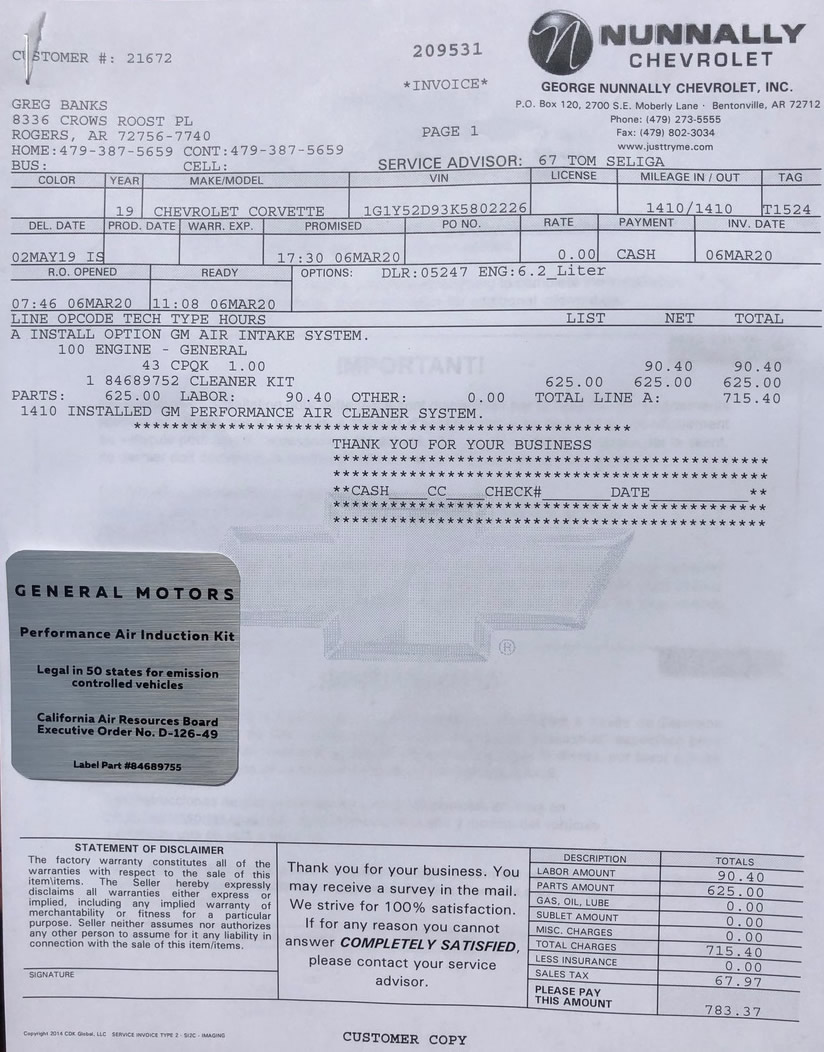 CUSTOMER #: 21672
209531
*INVOICE*
NUNNALLY
CHEVROLET
GEORGE NUNNALLY CHEVROLET, INC.
P.O. Box 120, 2700 S.E. Moberly Lane · Bentonville, AR 72712
Phone: (479) 273-5555
Fax: (479) 802-3034
www.justtryme.com
GREG BANKS
8336 CROWS ROOST PL
ROGERS, AR 72756-7740
HOME:479-387-5659 CONT:479-387-5659
BUS: CELL:
PAGE 1
SERVICE ADVISOR: 67 TOM SELIGA
COLOR YEAR MAKE/MODEL VIN LICENSE MILEAGE IN / OUT TAG
19 CHEVROLET CORVETTE 1G1Y52D93K5802226 1410/1410 T1524
DEL. DATE PROD. DATE WARR. EXP. PROMISED PO NO. RATE PAYMENT INV. DATE
02MAY19 IS 17:30 06MAR20 0.00 CASH 06MAR20
R.O. OPENED READY OPTIONS: DLR:05247 ENG:6.2_Liter
07:46 06MAR20 11:08 06MAR20
LINE OPCODE TECH TYPE HOURS LIST NET TOTAL
A INSTALL OPTION GM AIR INTAKE SYSTEM.
100 ENGINE - GENERAL
43 CPQK 1.00 90.40 90.40
1 84689752 CLEANER KIT 625.00 625.00 625.00
PARTS: 625.00 LABOR: 90.40 OTHER: 0.00 TOTAL LINE A: 715.40
1410 INSTALLED GM PERFORMANCE AIR CLEANER SYSTEM.
***************************************************
THANK YOU FOR YOUR BUSINESS
*********************************************
*********************************************
**CASH____CC____CHECK#_______DATE__________**
*********************************************
*********************************************
GENERAL MOTORS
Performance Air Induction Kit
Legal in 50 states for emission
controlled vehicles
California Air Resources Board
Executive Order No. D-126-49
Label Part #84689755
®
STATEMENT OF DISCLAIMER
The factory warranty constitutes all of the
warranties with respect to the sale of this
item\items. The Seller hereby expressly
disclaims all warranties either express or
implied, including any implied warranty of
merchantability or fitness for a particular
purpose. Seller neither assumes nor authorizes
any other person to assume for it any liability in
connection with the sale of this item/items.
SIGNATURE
Thank you for your business. You
may receive a survey in the mail.
We strive for 100% satisfaction.
If for any reason you cannot
answer COMPLETELY SATISFIED,
please contact your service
advisor.
DESCRIPTION TOTALS
LABOR AMOUNT 90.40
PARTS AMOUNT 625.00
GAS, OIL, LUBE 0.00
SUBLET AMOUNT 0.00
MISC. CHARGES 0.00
TOTAL CHARGES 715.40
LESS INSURANCE 0.00
SALES TAX 67.97
PLEASE PAY
THIS AMOUNT 783.37
Copyright 2014 CDK Global, LLC SERVICE INVOICE TYPE 2 - SI2C - IMAGING
CUSTOMER COPY